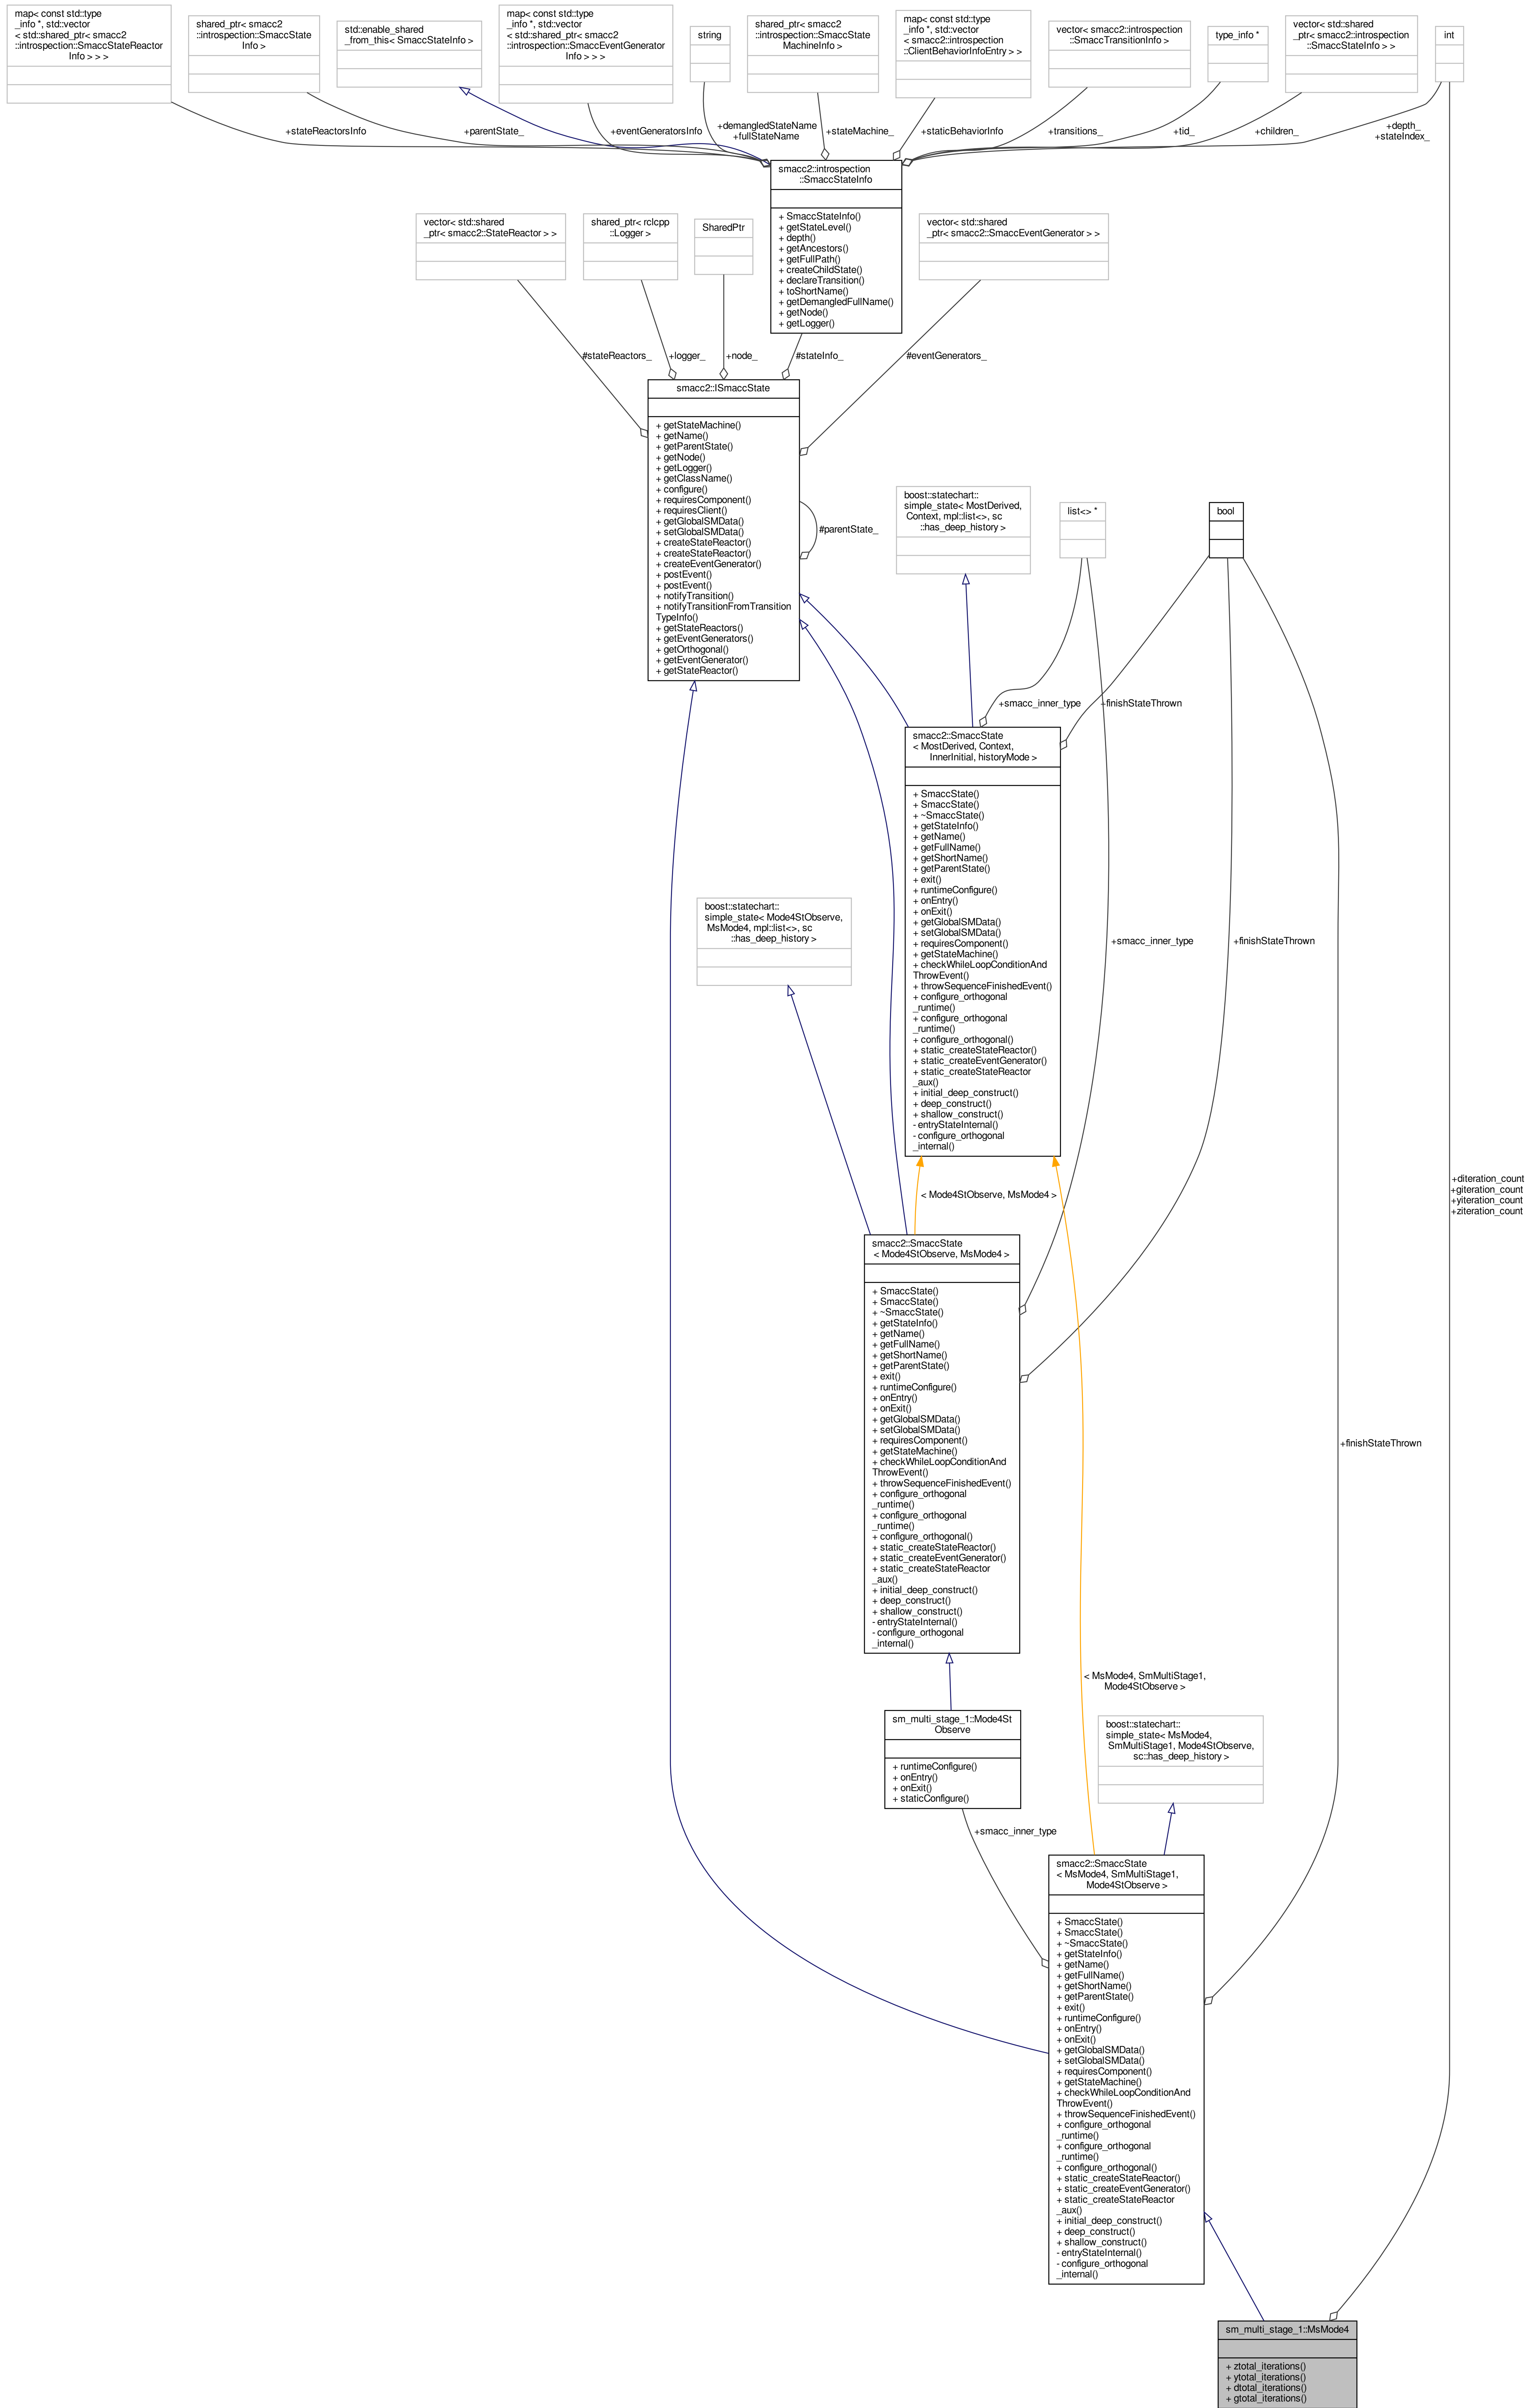 map< const std::type
_info *, std::vector
< std::shared_ptr< smacc2
::introspection::SmaccStateReactor
Info > > >
shared_ptr< smacc2
::introspection::SmaccState
Info >
std::enable_shared
_from_this< SmaccStateInfo >
map< const std::type
_info *, std::vector
< std::shared_ptr< smacc2
::introspection::SmaccEventGenerator
Info > > >
string
shared_ptr< smacc2
::introspection::SmaccState
MachineInfo >
map< const std::type
_info *, std::vector
< smacc2::introspection
::ClientBehaviorInfoEntry > >
vector< smacc2::introspection
::SmaccTransitionInfo >
type_info *
vector< std::shared
_ptr< smacc2::introspection
::SmaccStateInfo > >
int
+stateReactorsInfo
+parentState_
+eventGeneratorsInfo
+demangledStateName
+fullStateName
+stateMachine_
+staticBehaviorInfo
+transitions_
+tid_
+children_
+depth_
+stateIndex_
smacc2::introspection
::SmaccStateInfo
+ SmaccStateInfo()
+ getStateLevel()
+ depth()
+ getAncestors()
+ getFullPath()
+ createChildState()
+ declareTransition()
+ toShortName()
+ getDemangledFullName()
+ getNode()
+ getLogger()
vector< std::shared
_ptr< smacc2::StateReactor > >
shared_ptr< rclcpp
::Logger >
SharedPtr
vector< std::shared
_ptr< smacc2::SmaccEventGenerator > >
#stateReactors_
+logger_
+node_
#stateInfo_
#eventGenerators_
smacc2::ISmaccState
+ getStateMachine()
+ getName()
+ getParentState()
+ getNode()
+ getLogger()
+ getClassName()
+ configure()
+ requiresComponent()
+ requiresClient()
+ getGlobalSMData()
+ setGlobalSMData()
+ createStateReactor()
+ createStateReactor()
+ createEventGenerator()
+ postEvent()
+ postEvent()
+ notifyTransition()
+ notifyTransitionFromTransition
TypeInfo()
+ getStateReactors()
+ getEventGenerators()
+ getOrthogonal()
+ getEventGenerator()
+ getStateReactor()
#parentState_
boost::statechart::
simple_state< MostDerived,
Context, mpl::list<>, sc
::has_deep_history >
list<> *
bool
+smacc_inner_type
+finishStateThrown
smacc2::SmaccState
< MostDerived, Context,
InnerInitial, historyMode >
+ SmaccState()
+ SmaccState()
+ ~SmaccState()
+ getStateInfo()
+ getName()
+ getFullName()
+ getShortName()
+ getParentState()
+ exit()
+ runtimeConfigure()
+ onEntry()
+ onExit()
+ getGlobalSMData()
+ setGlobalSMData()
+ requiresComponent()
+ getStateMachine()
+ checkWhileLoopConditionAnd
ThrowEvent()
+ throwSequenceFinishedEvent()
+ configure_orthogonal
_runtime()
+ configure_orthogonal
_runtime()
+ configure_orthogonal()
+ static_createStateReactor()
+ static_createEventGenerator()
+ static_createStateReactor
_aux()
+ initial_deep_construct()
+ deep_construct()
+ shallow_construct()
- entryStateInternal()
- configure_orthogonal
_internal()
boost::statechart::
simple_state< Mode4StObserve,
MsMode4, mpl::list<>, sc
::has_deep_history >
+smacc_inner_type
+finishStateThrown
+diteration_count
+giteration_count
+yiteration_count
+ziteration_count
< Mode4StObserve, MsMode4 >
smacc2::SmaccState
< Mode4StObserve, MsMode4 >
+ SmaccState()
+ SmaccState()
+ ~SmaccState()
+ getStateInfo()
+ getName()
+ getFullName()
+ getShortName()
+ getParentState()
+ exit()
+ runtimeConfigure()
+ onEntry()
+ onExit()
+ getGlobalSMData()
+ setGlobalSMData()
+ requiresComponent()
+ getStateMachine()
+ checkWhileLoopConditionAnd
ThrowEvent()
+ throwSequenceFinishedEvent()
+ configure_orthogonal
_runtime()
+ configure_orthogonal
_runtime()
+ configure_orthogonal()
+ static_createStateReactor()
+ static_createEventGenerator()
+ static_createStateReactor
_aux()
+ initial_deep_construct()
+ deep_construct()
+ shallow_construct()
- entryStateInternal()
- configure_orthogonal
_internal()
+finishStateThrown
< MsMode4, SmMultiStage1,
Mode4StObserve >
sm_multi_stage_1::Mode4St
Observe
+ runtimeConfigure()
+ onEntry()
+ onExit()
+ staticConfigure()
boost::statechart::
simple_state< MsMode4,
SmMultiStage1, Mode4StObserve,
sc::has_deep_history >
+smacc_inner_type
smacc2::SmaccState
< MsMode4, SmMultiStage1,
Mode4StObserve >
+ SmaccState()
+ SmaccState()
+ ~SmaccState()
+ getStateInfo()
+ getName()
+ getFullName()
+ getShortName()
+ getParentState()
+ exit()
+ runtimeConfigure()
+ onEntry()
+ onExit()
+ getGlobalSMData()
+ setGlobalSMData()
+ requiresComponent()
+ getStateMachine()
+ checkWhileLoopConditionAnd
ThrowEvent()
+ throwSequenceFinishedEvent()
+ configure_orthogonal
_runtime()
+ configure_orthogonal
_runtime()
+ configure_orthogonal()
+ static_createStateReactor()
+ static_createEventGenerator()
+ static_createStateReactor
_aux()
+ initial_deep_construct()
+ deep_construct()
+ shallow_construct()
- entryStateInternal()
- configure_orthogonal
_internal()
sm_multi_stage_1::MsMode4
+ ztotal_iterations()
+ ytotal_iterations()
+ dtotal_iterations()
+ gtotal_iterations()